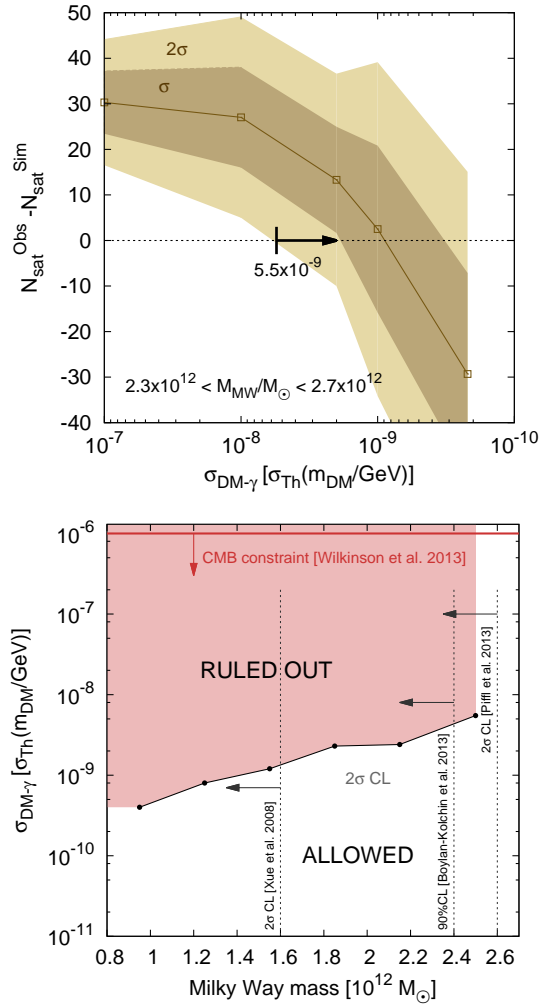 50
40
30
20
10
0
-10
-20
-30
-40
N_sat^Obs -N_sat^Sim
2σ
σ
5.5x10^-9
2.3x10^12 < M_MW/M_⊙ < 2.7x10^12
10^-7 10^-8 10^-9 10^-10
σ_DM-γ [σ_Th(m_DM/GeV)]
10^-6
10^-7
10^-8
10^-9
10^-10
10^-11
σ_DM-γ [σ_Th(m_DM/GeV)]
CMB constraint [Wilkinson et al. 2013]
RULED OUT
2σ CL
ALLOWED
2σ CL [Xue et al. 2008]
90%CL [Boylan-Kolchin et al. 2013]
2σ CL [Piffl et al. 2013]
0.8 1 1.2 1.4 1.6 1.8 2 2.2 2.4 2.6
Milky Way mass [10^12 M_⊙]